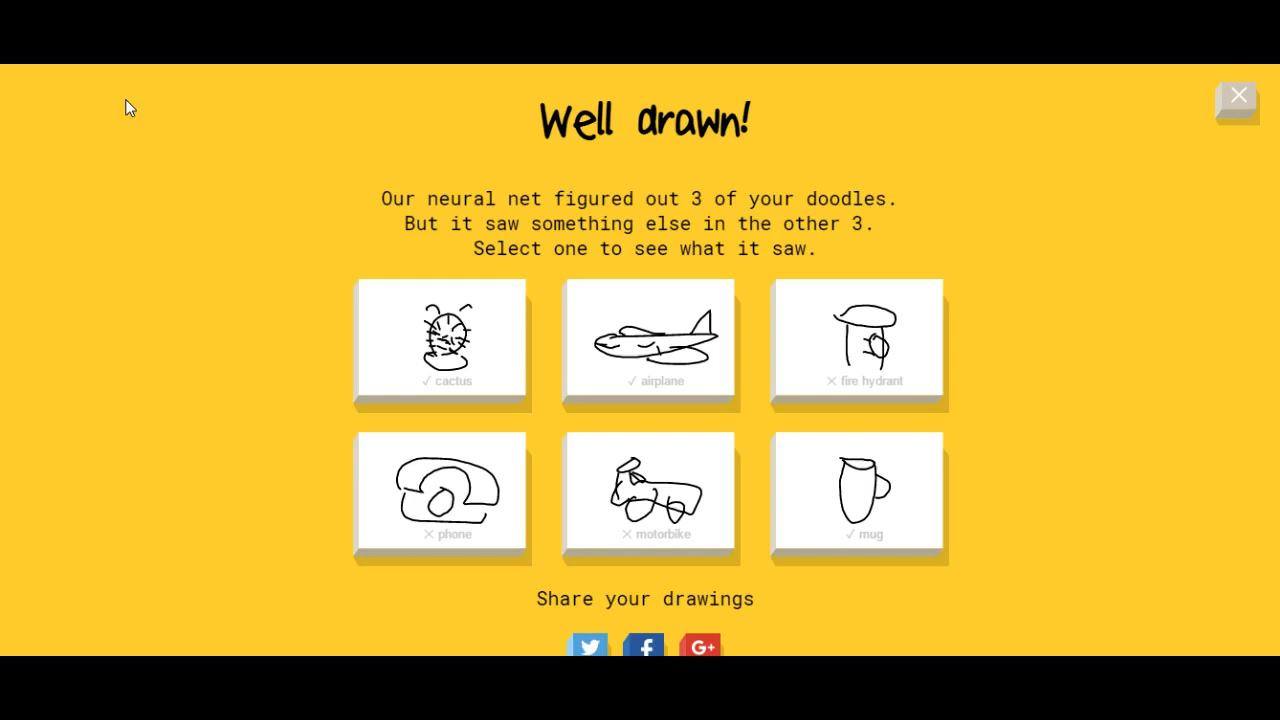 Well drawn!
Our neural net figured out 3 of your doodles.
But it saw something else in the other 3.
Select one to see what it saw.
✓ cactus
✓ airplane
✕ fire hydrant
✕ phone
✕ motorbike
✓ mug
Share your drawings
f
G+